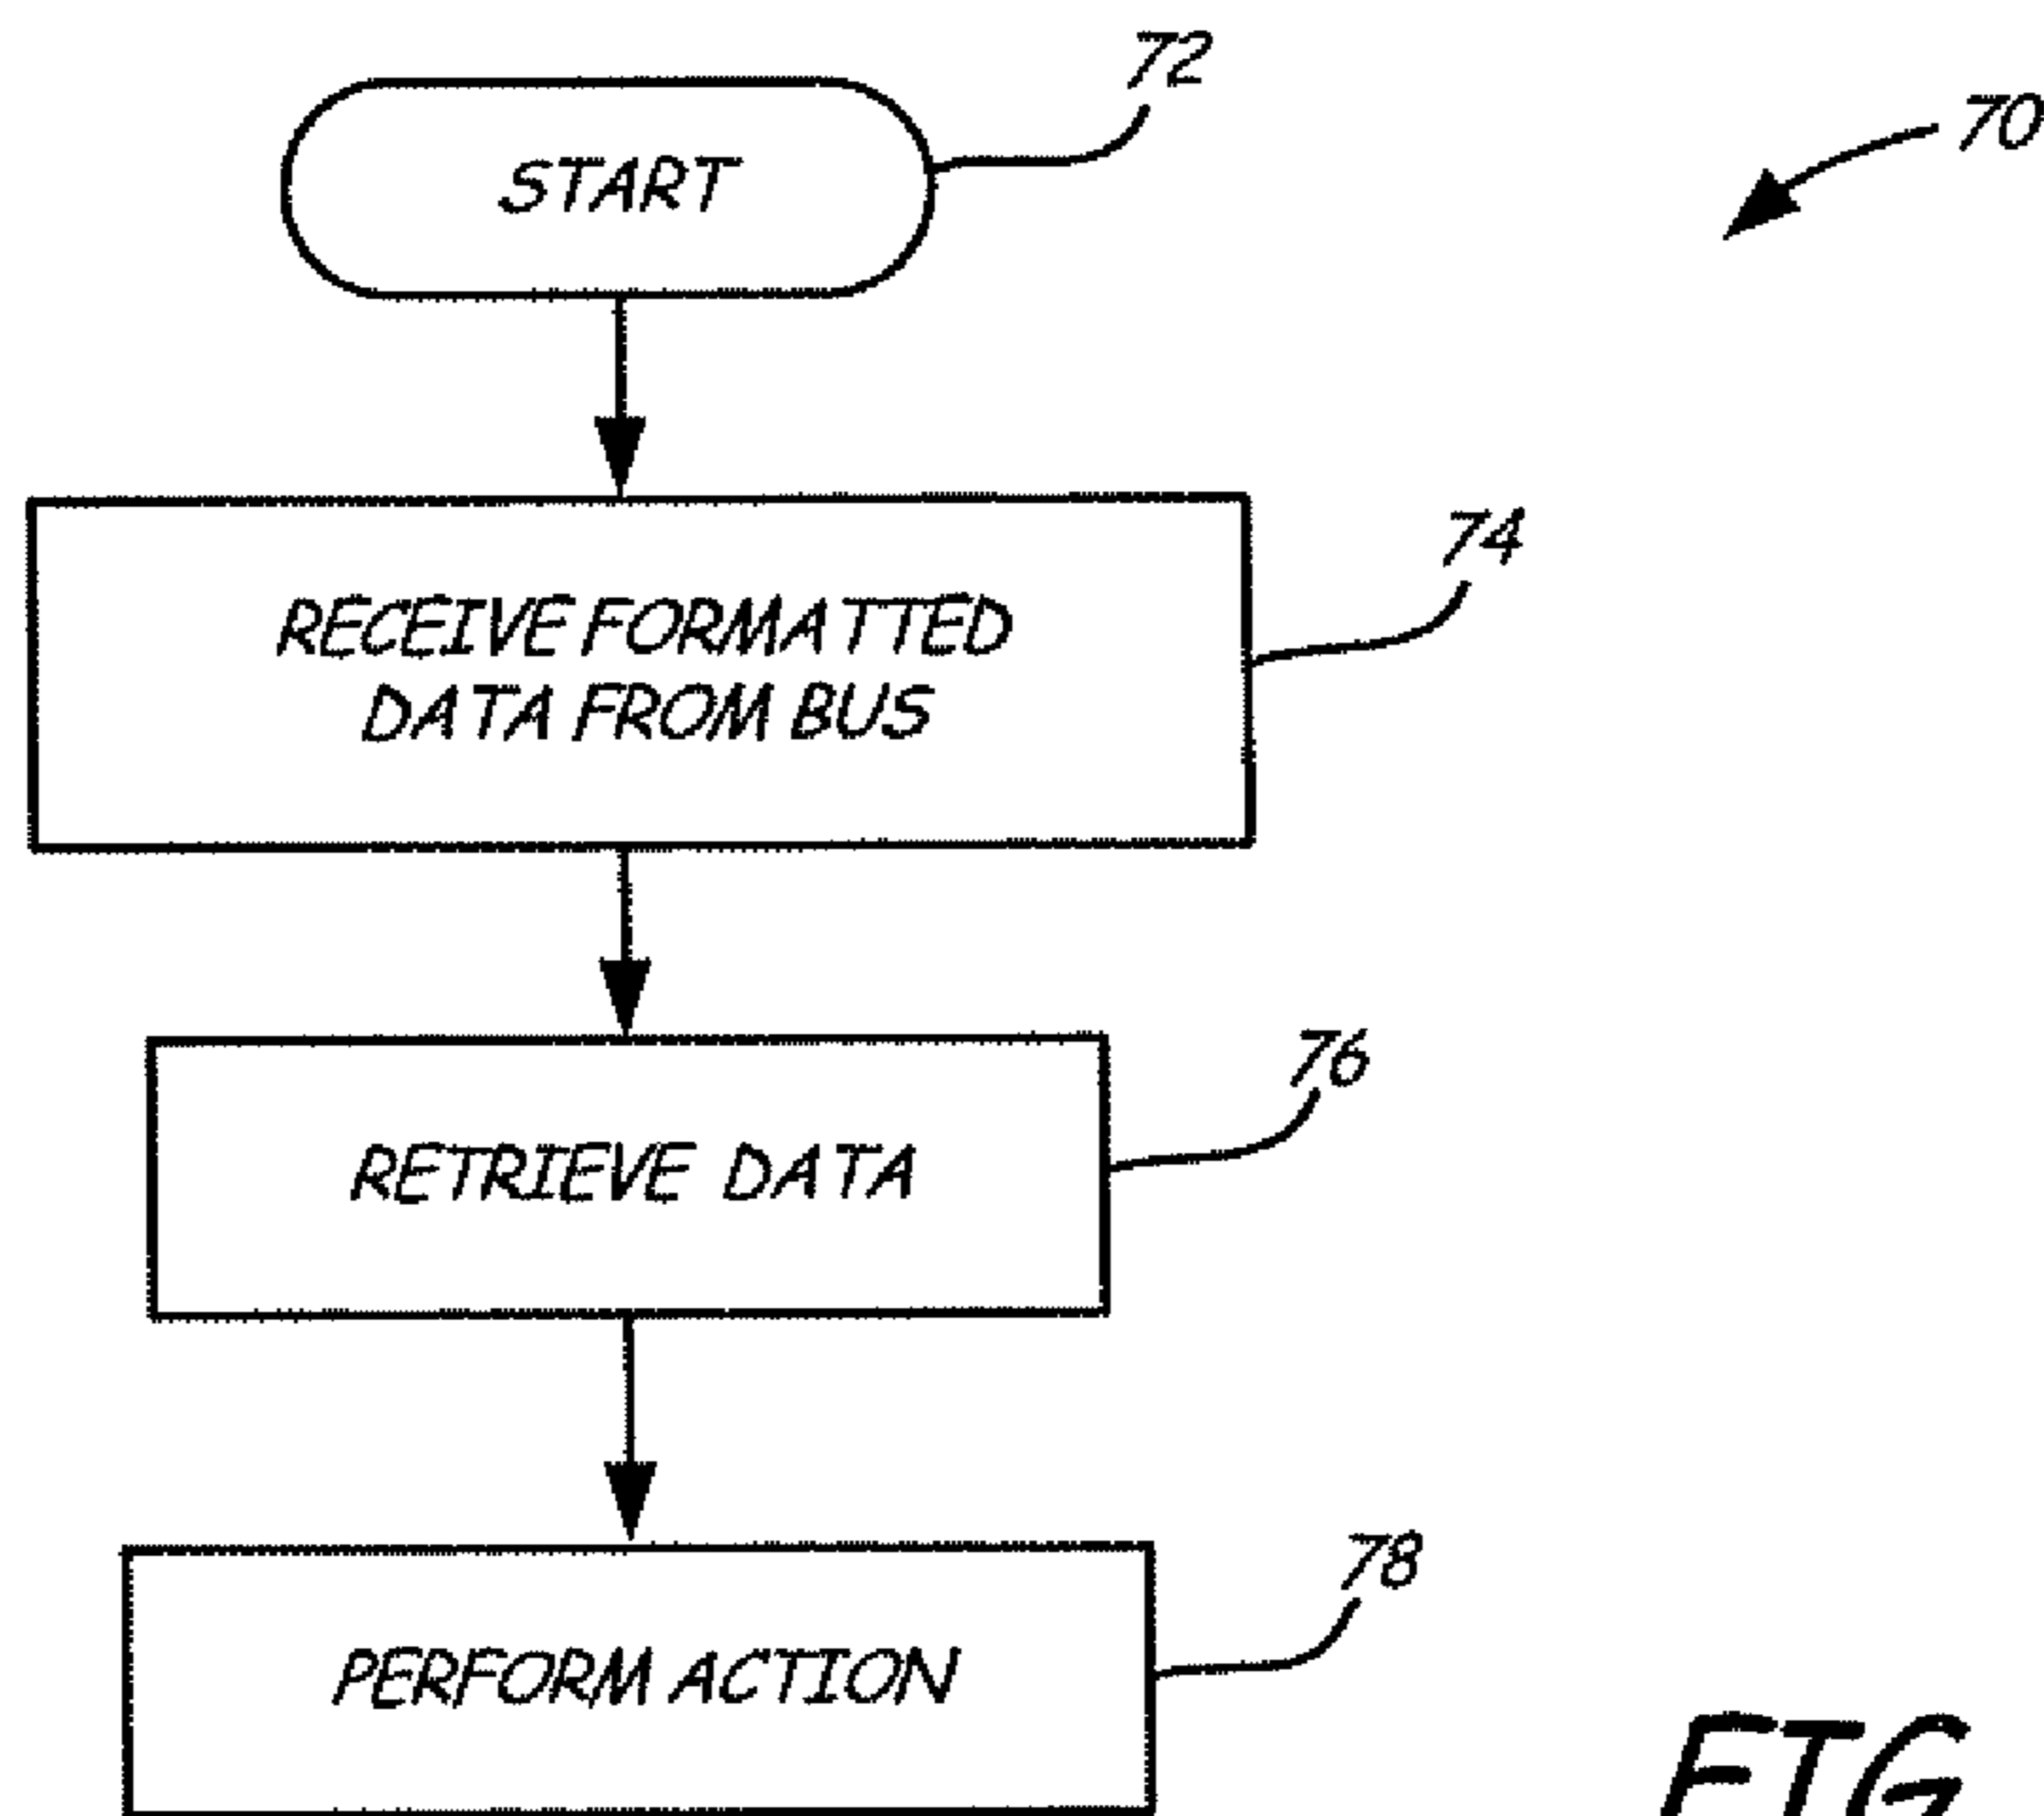 72
70
START
74
RECEIVE FORMATTED
DATA FROM BUS
76
RETRIEVE DATA
78
PERFORM ACTION
FIG